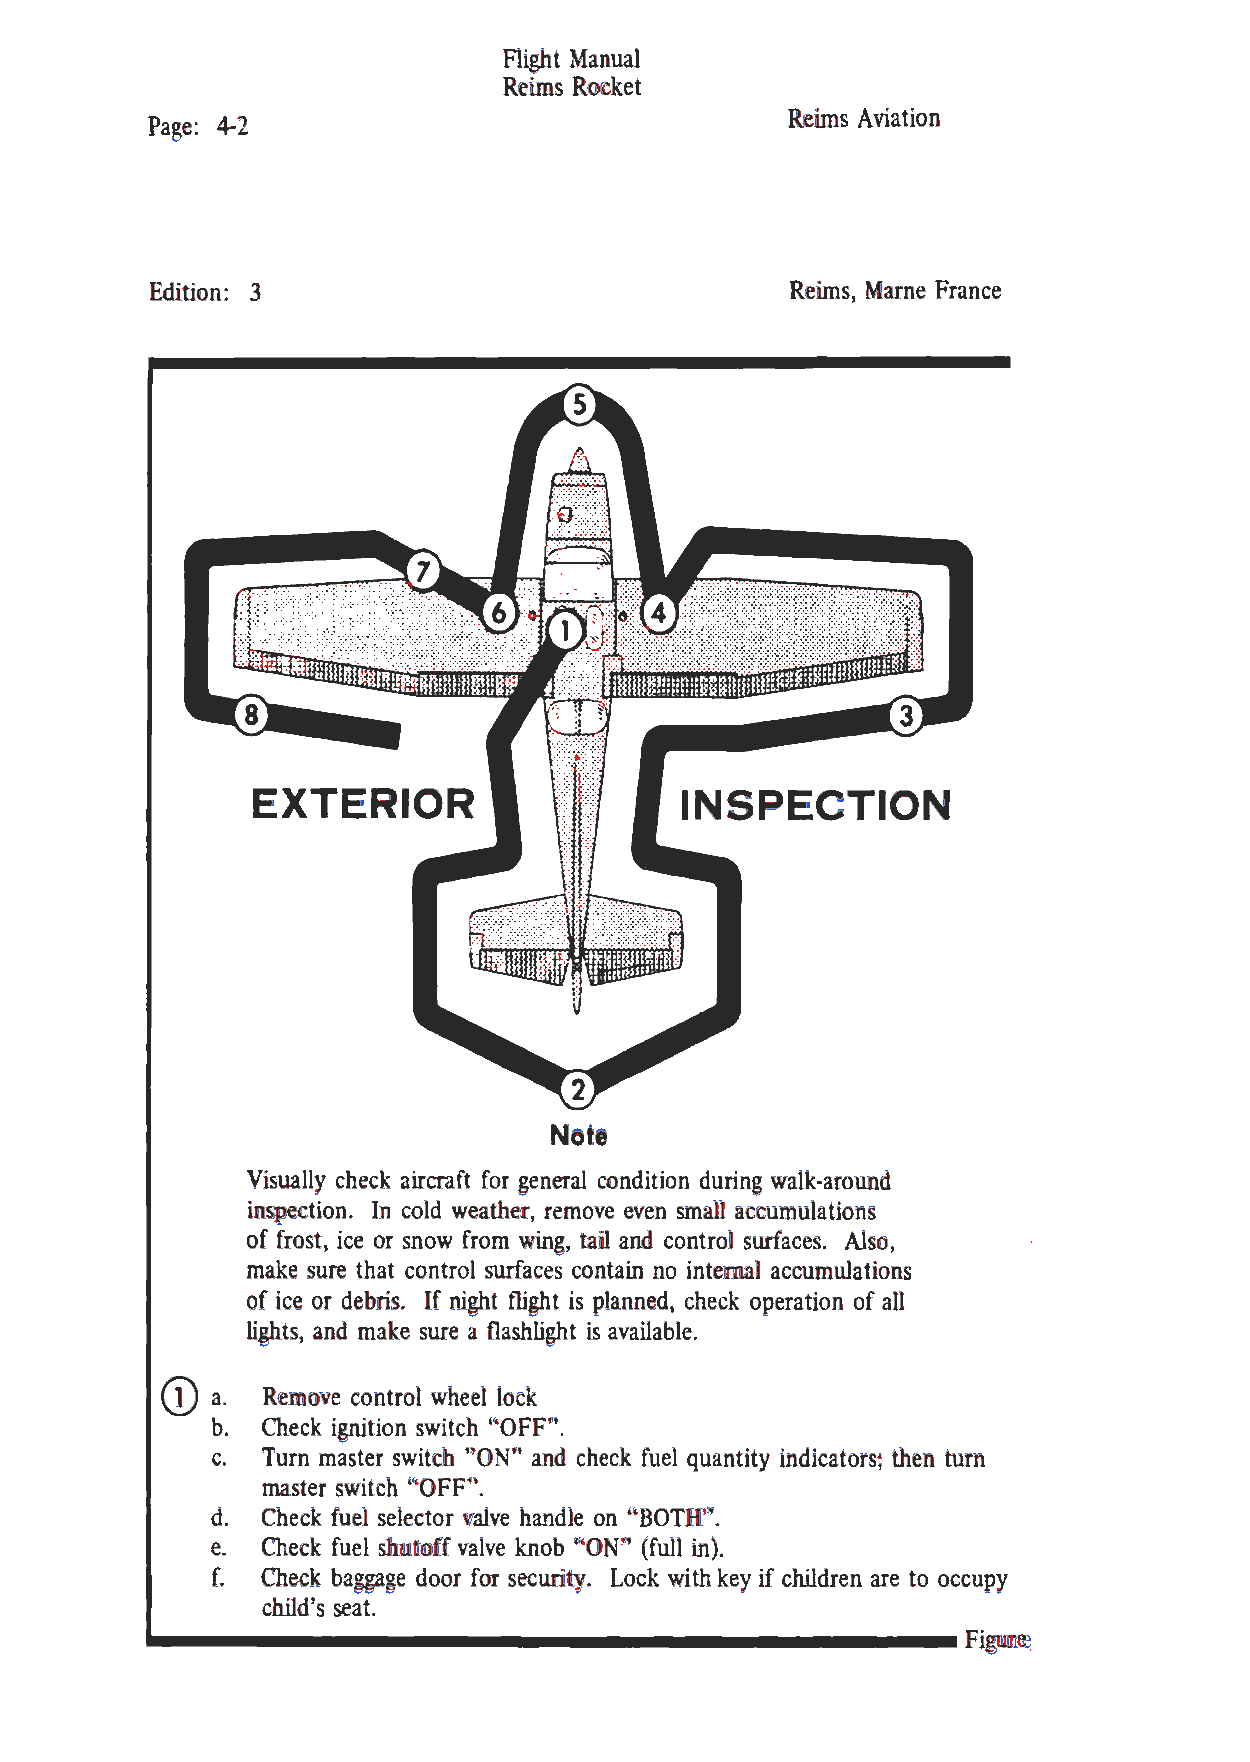 Flight Manual
Reims Rocket
Page: 4-2
Reims Aviation
Edition: 3
Reims, Marne France
5
7
6
4
1
8
3
EXTERIOR INSPECTION
2
Note
Visually check aircraft for general condition during walk-around
inspection. In cold weather, remove even small accumulations
of frost, ice or snow from wing, tail and control surfaces. Also,
make sure that control surfaces contain no internal accumulations
of ice or debris. If night flight is planned, check operation of all
lights, and make sure a flashlight is available.
1 a. Remove control wheel lock
b. Check ignition switch “OFF”.
c. Turn master switch ”ON” and check fuel quantity indicators; then turn
master switch “OFF”.
d. Check fuel selector valve handle on “BOTH”.
e. Check fuel shutoff valve knob “ON” (full in).
f. Check baggage door for security. Lock with key if children are to occupy
child's seat.
Figure